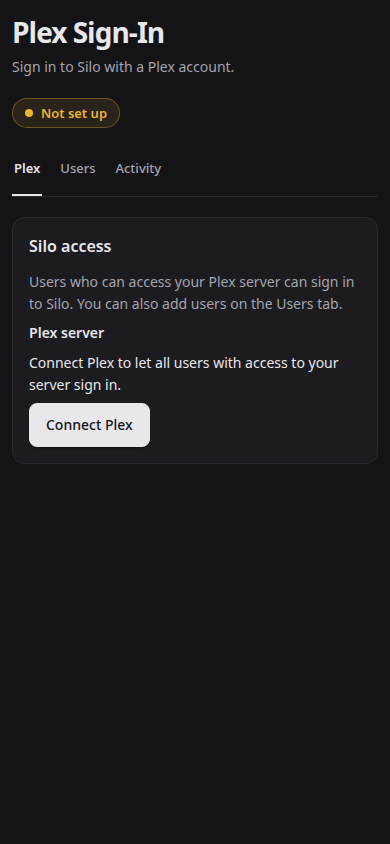 Plex Sign-In
Sign in to Silo with a Plex account.
Not set up
Plex Users Activity
Silo access
Users who can access your Plex server can sign in
to Silo. You can also add users on the Users tab.
Plex server
Connect Plex to let all users with access to your
server sign in.
Connect Plex